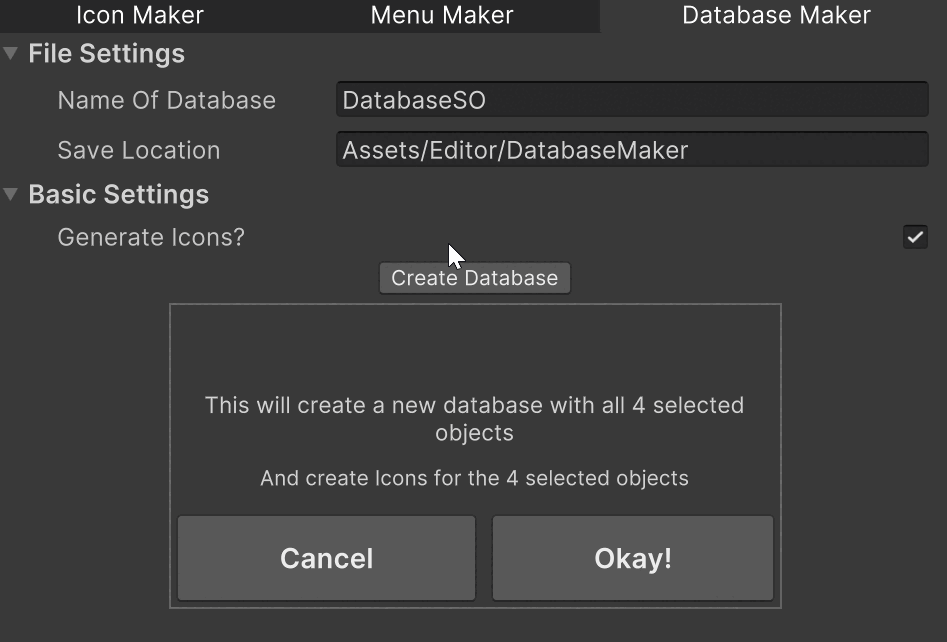 Icon Maker Menu Maker Database Maker
File Settings
Name Of Database DatabaseSO
Save Location Assets/Editor/DatabaseMaker
Basic Settings
Generate Icons?
Create Database
This will create a new database with all 4 selected
objects
And create Icons for the 4 selected objects
Cancel Okay!